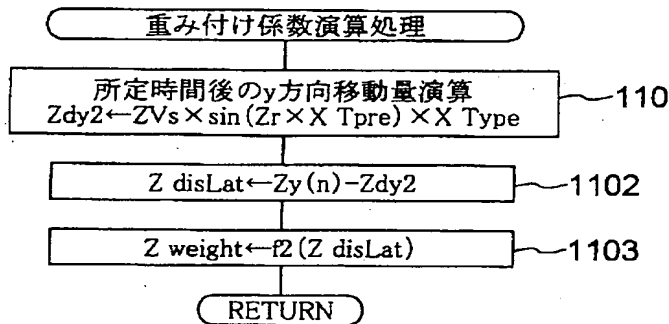 重み付け係数演算処理
所定時間後のy方向移動量演算
Zdy2←ZVs×sin(Zr×X Tpre)×X Type
110
Z disLat←Zy(n)-Zdy2
1102
Z weight←f2(Z disLat)
1103
RETURN